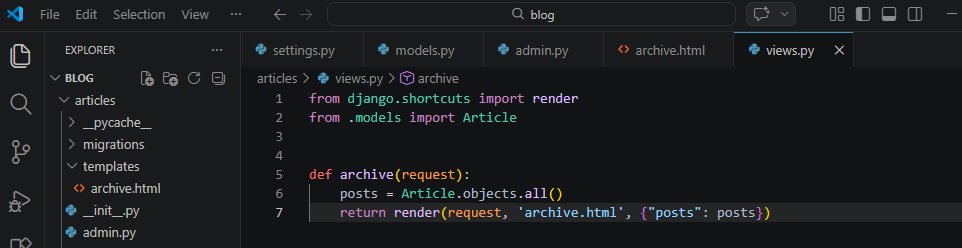 File Edit Selection View ... blog
EXPLORER ... settings.py models.py admin.py archive.html views.py
BLOG articles > views.py > archive
articles
__pycache__
migrations
templates
archive.html
__init__.py
admin.py
1 from django.shortcuts import render
2 from .models import Article
3
4
5 def archive(request):
6 posts = Article.objects.all()
7 return render(request, 'archive.html', {"posts": posts})